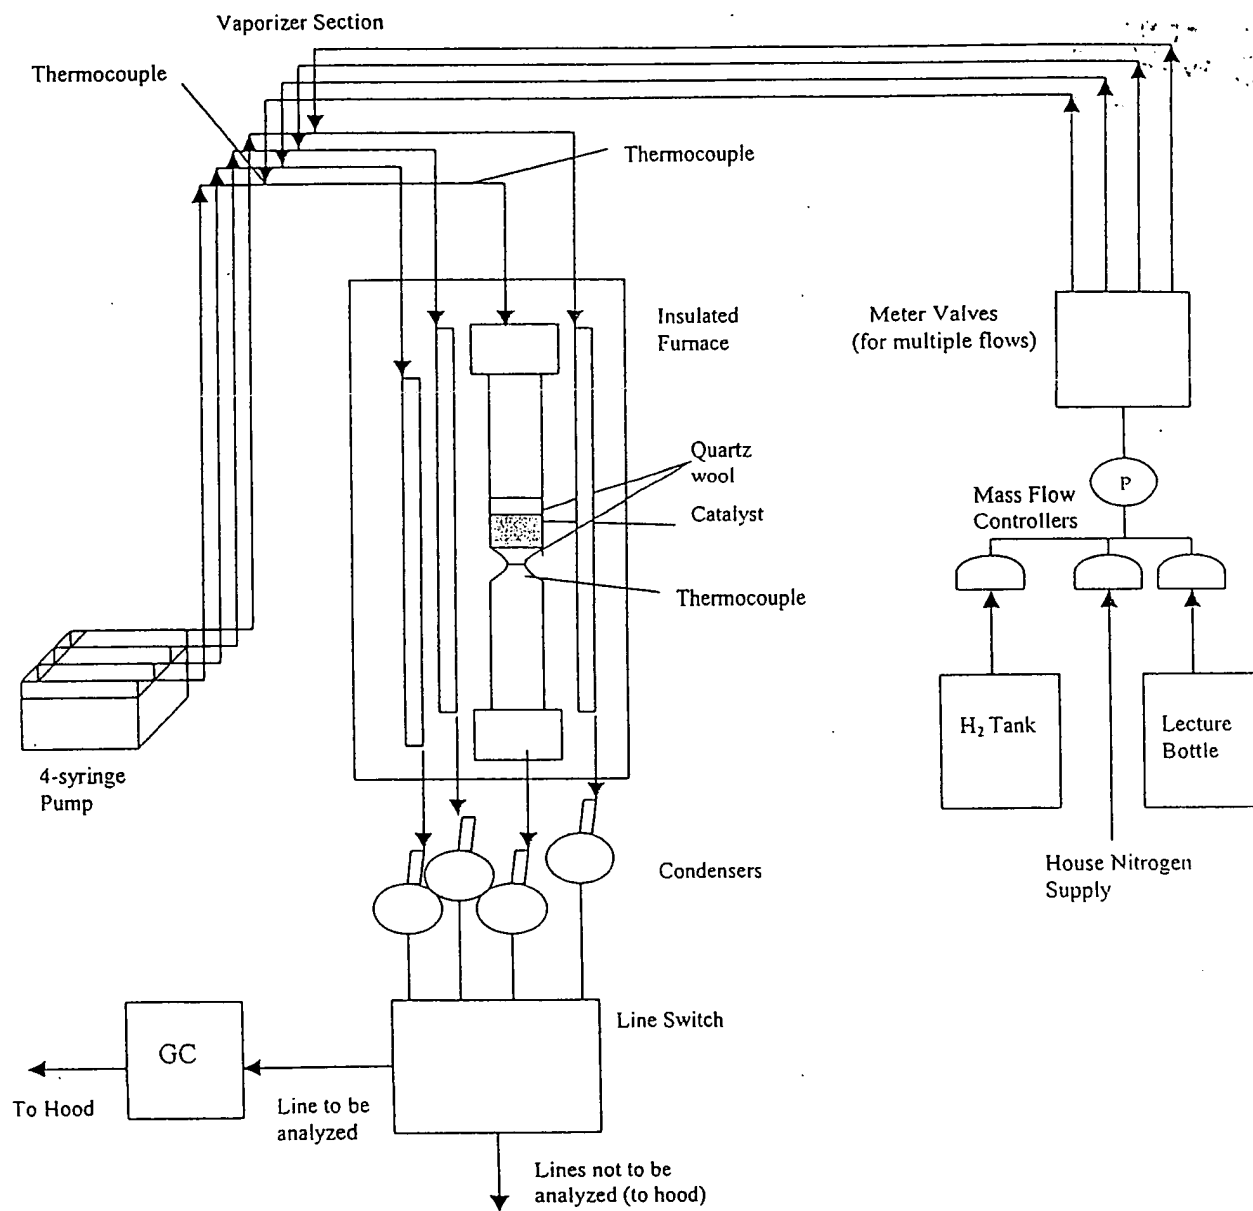 Vaporizer Section
Thermocouple
Thermocouple
Insulated
Furnace
Meter Valves
(for multiple flows)
Quartz
wool
Catalyst
P
Mass Flow
Controllers
Thermocouple
H₂ Tank
Lecture
Bottle
4-syringe
Pump
Condensers
House Nitrogen
Supply
Line Switch
GC
To Hood
Line to be
analyzed
Lines not to be
analyzed (to hood)